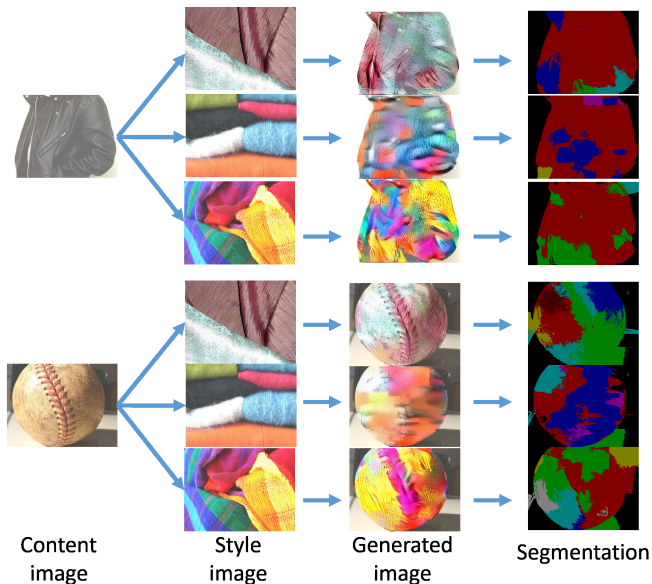 Content
image
Style
image
Generated
image
Segmentation